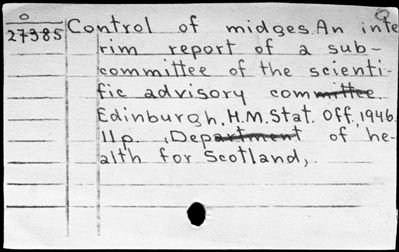 O
27385 Control of midges. An inte
rim report of a sub-
committee of the scienti-
fic advisory committee.
Edinburgh, H.M. Stat. Off. 1946.
11p. , Department of he-
alth for Scotland,